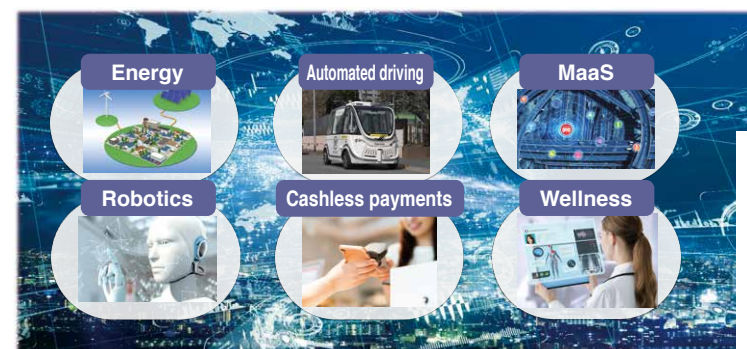 Energy
Automated driving
MaaS
Robotics
Cashless payments
Wellness